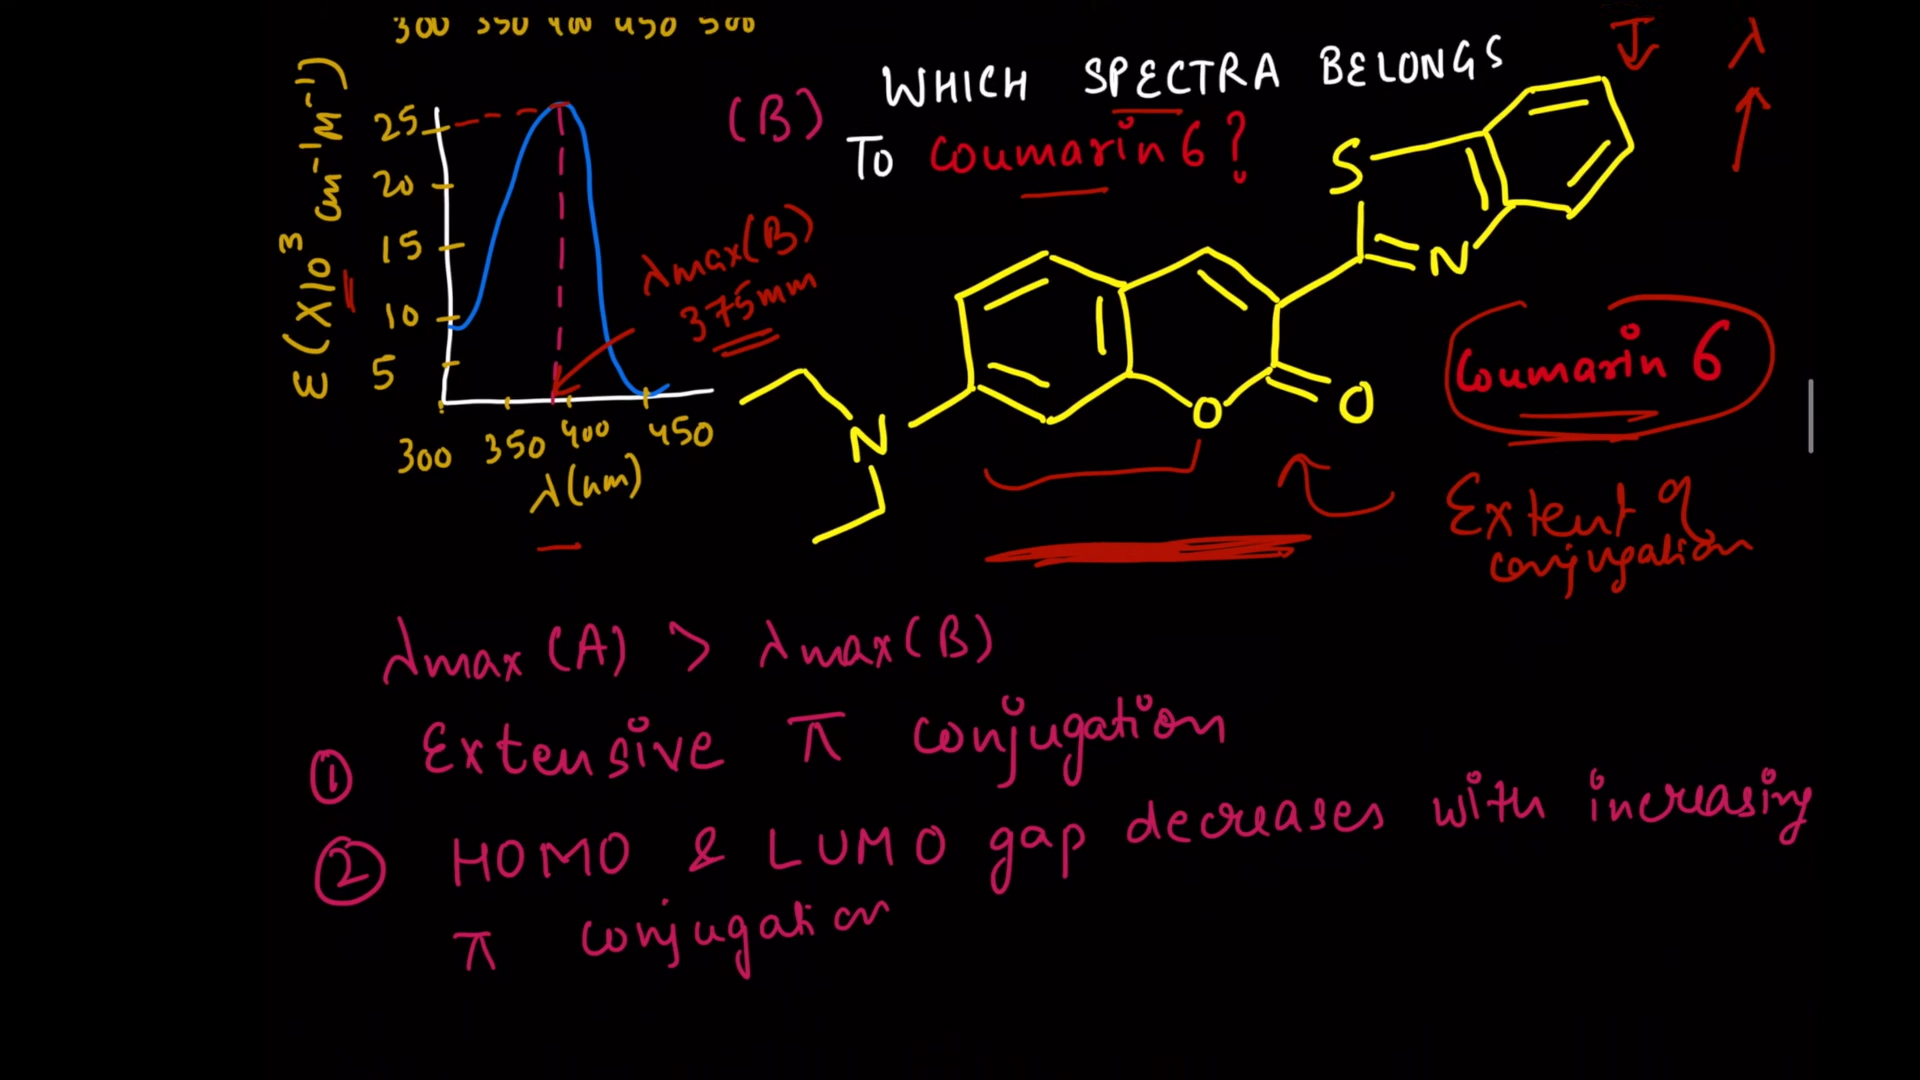 300 350 400 450 500
WHICH SPECTRA BELONGS
To Coumarin 6?
(B)
λ
ε (×10³ cm⁻¹M⁻¹)
25
20
15
10
5
300 350 400 450
λ(nm)
λmax(B)
375nm
S
N
O
O
N
Coumarin 6
Extent of
conjugation
λmax (A) > λmax (B)
① Extensive π conjugation
② HOMO & LUMO gap decreases with increasing
π conjugation